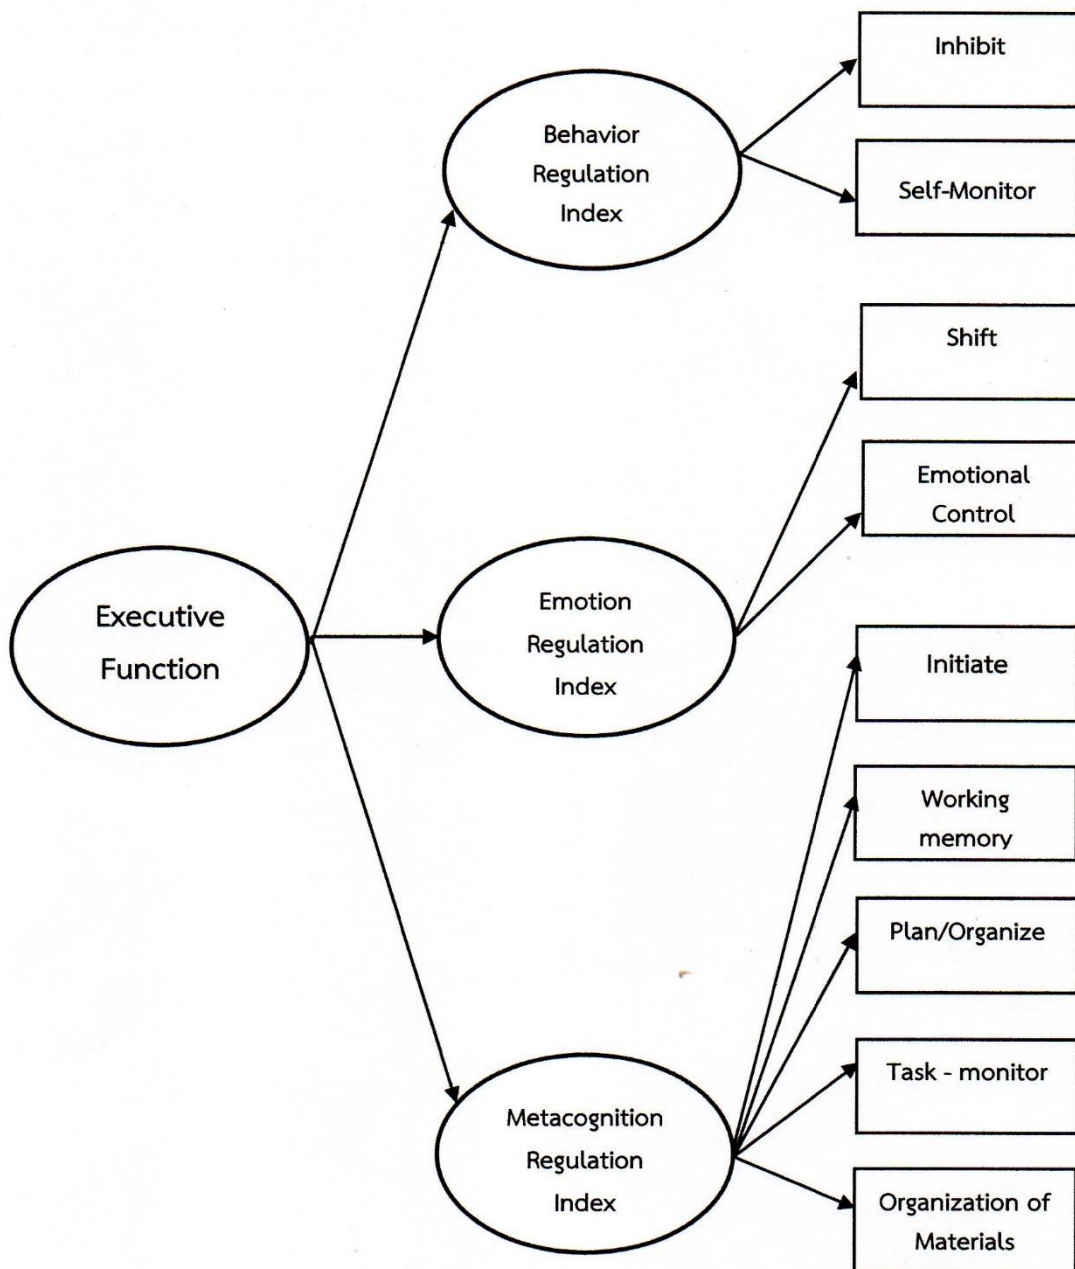 Inhibit
Behavior
Regulation
Index
Self-Monitor
Shift
Emotional
Control
Executive
Function
Emotion
Regulation
Index
Initiate
Working
memory
Plan/Organize
Task - monitor
Metacognition
Regulation
Index
Organization of
Materials